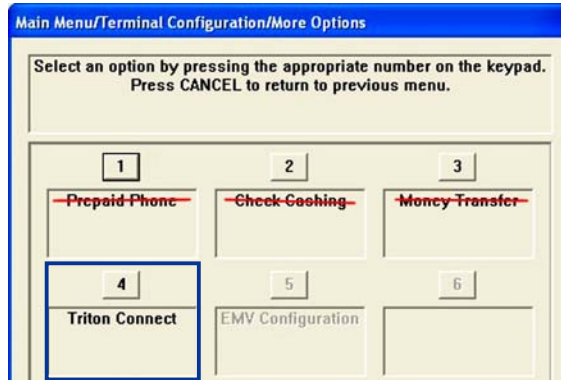 Main Menu/Terminal Configuration/More Options
Select an option by pressing the appropriate number on the keypad.
Press CANCEL to return to previous menu.
1 2 3
Prepaid Phone Check Cashing Money Transfer
4 5 6
Triton Connect EMV Configuration